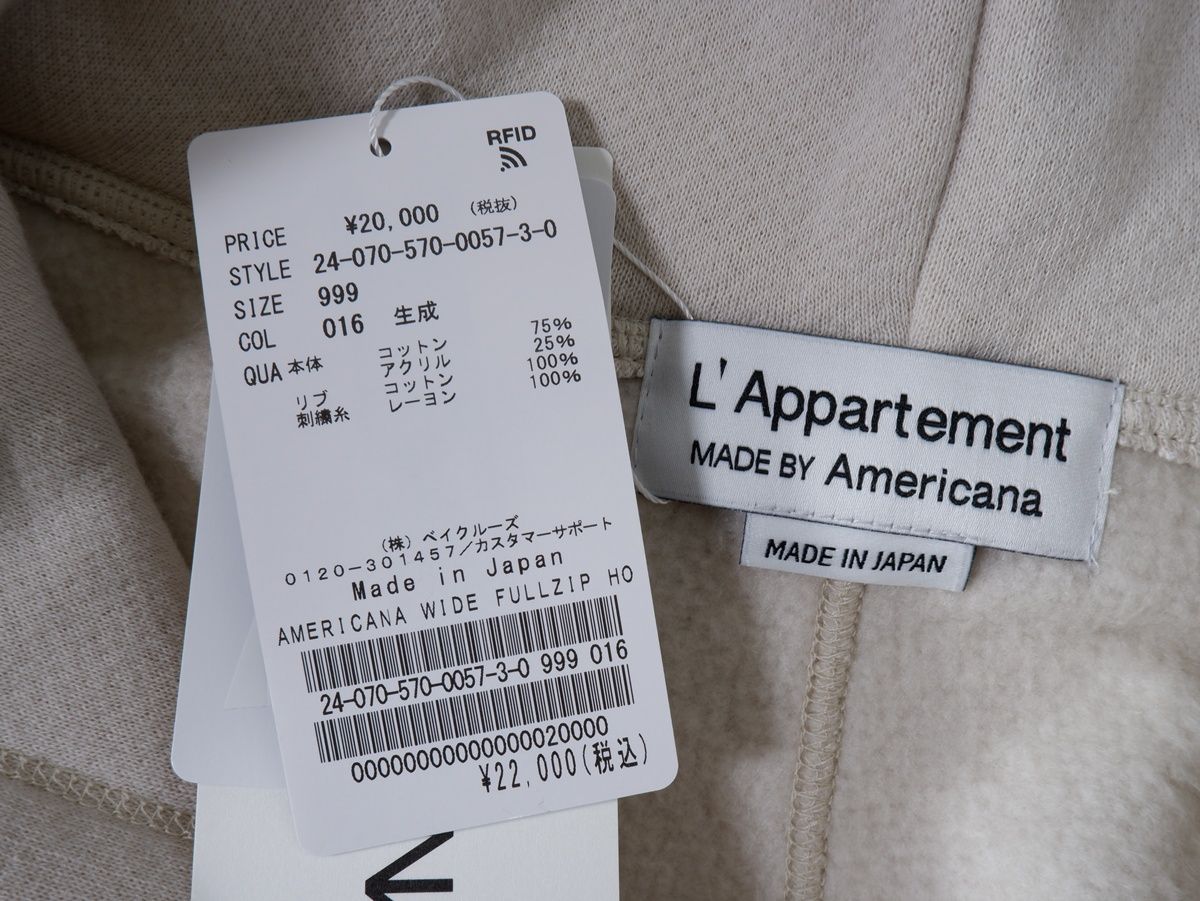 RFID
PRICE ¥20,000 (税抜)
STYLE 24-070-570-0057-3-0
SIZE 999
COL 016 生成
QUA 本体 コットン 75%
アクリル 25%
リブ コットン 100%
刺繍糸 レーヨン 100%
(株) ベイクルーズ
0120-301457/カスタマーサポート
Made in Japan
AMERICANA WIDE FULLZIP HO
24-070-570-0057-3-0 999 016
0000000000000020000
¥22,000(税込)
L'Appartement
MADE BY Americana
MADE IN JAPAN
N